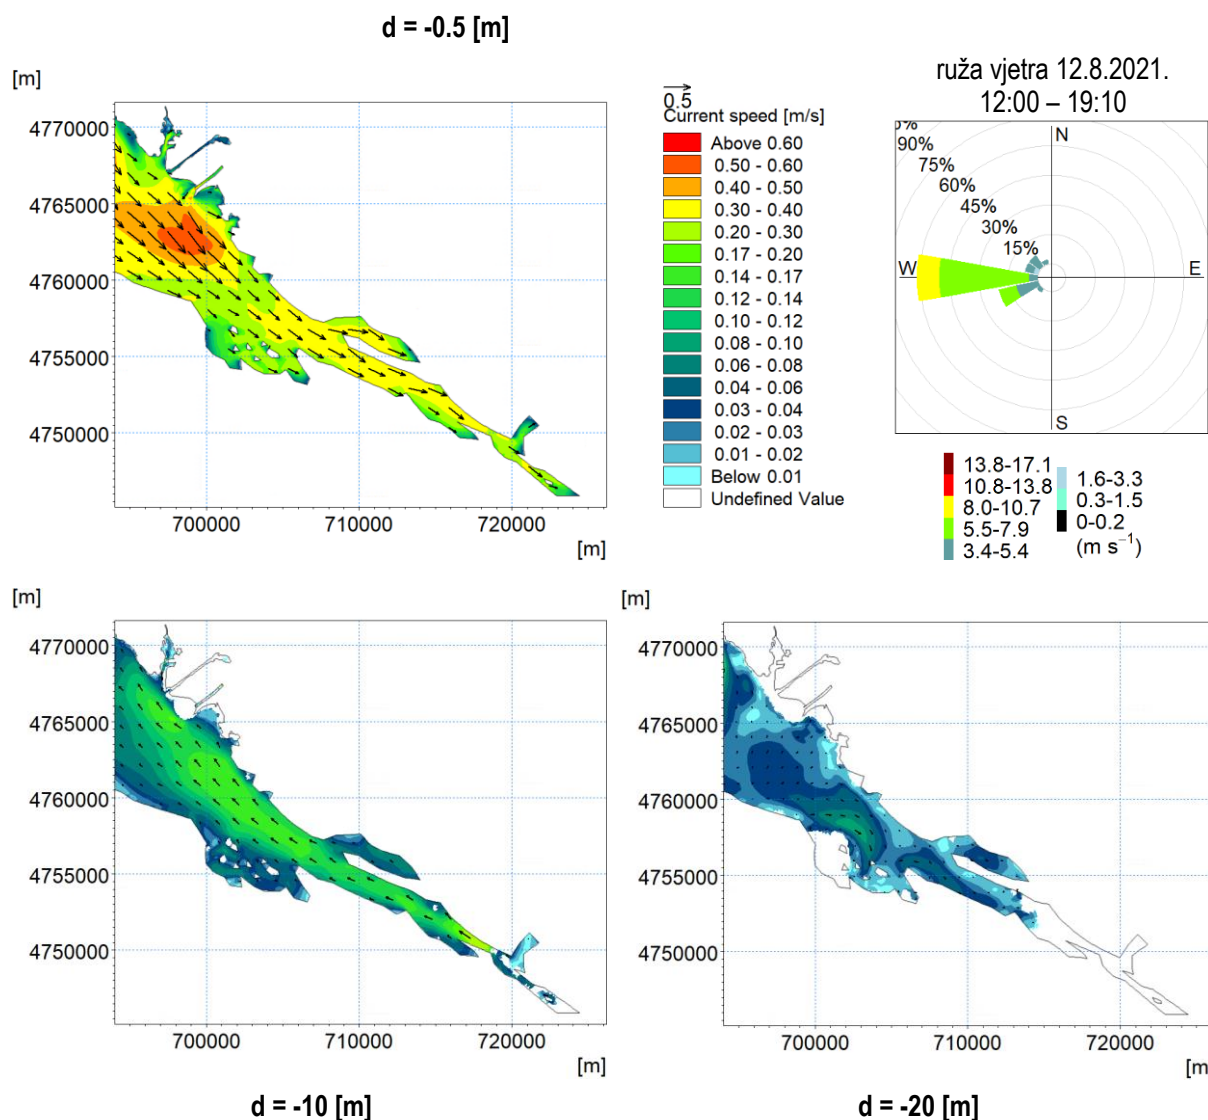 d = -0.5 [m]
[m]
4770000
4765000
4760000
4755000
4750000
700000 710000 720000
[m]
0.5
Current speed [m/s]
Above 0.60
0.50 - 0.60
0.40 - 0.50
0.30 - 0.40
0.20 - 0.30
0.17 - 0.20
0.14 - 0.17
0.12 - 0.14
0.10 - 0.12
0.08 - 0.10
0.06 - 0.08
0.04 - 0.06
0.03 - 0.04
0.02 - 0.03
0.01 - 0.02
Below 0.01
Undefined Value
ruža vjetra 12.8.2021.
12:00 – 19:10
90%
75%
60%
45%
30%
15%
N
W
E
S
13.8-17.1
10.8-13.8
8.0-10.7
5.5-7.9
3.4-5.4
1.6-3.3
0.3-1.5
0-0.2
(m s⁻¹)
[m]
4770000
4765000
4760000
4755000
4750000
700000 710000 720000
[m]
d = -10 [m]
[m]
4770000
4765000
4760000
4755000
4750000
700000 710000 720000
[m]
d = -20 [m]